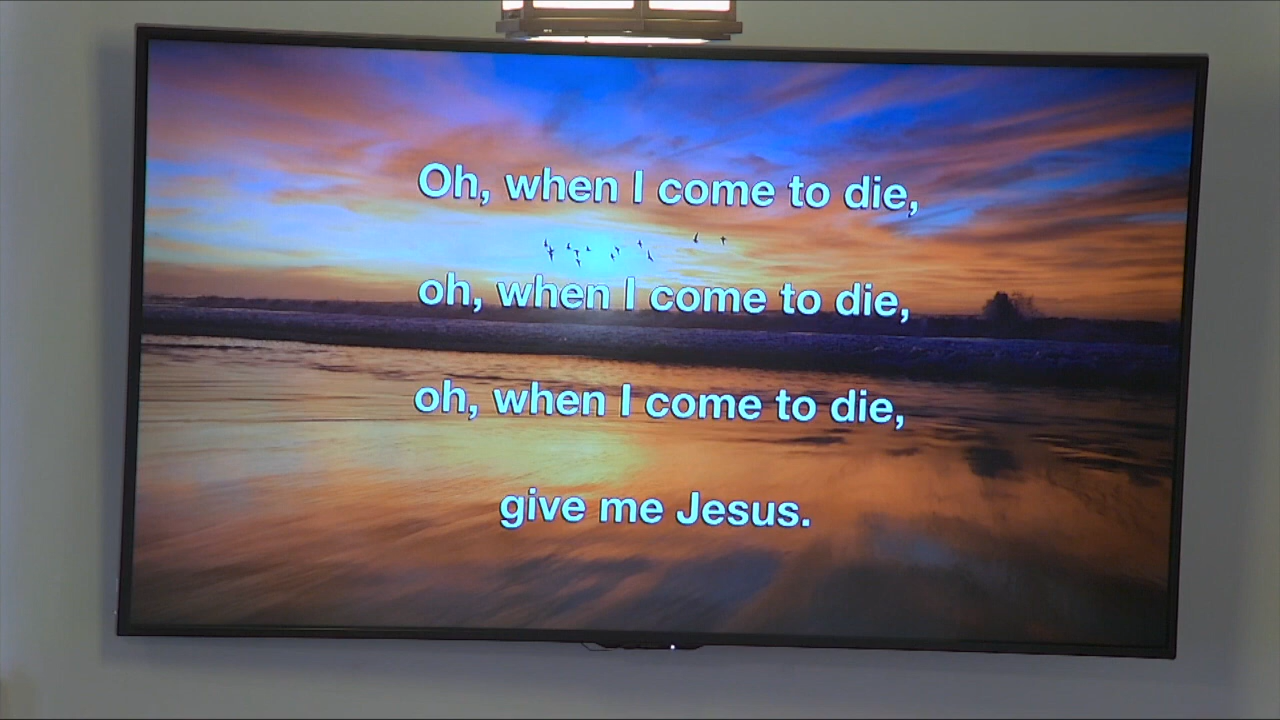 Oh, when I come to die,
oh, when I come to die,
oh, when I come to die,
give me Jesus.